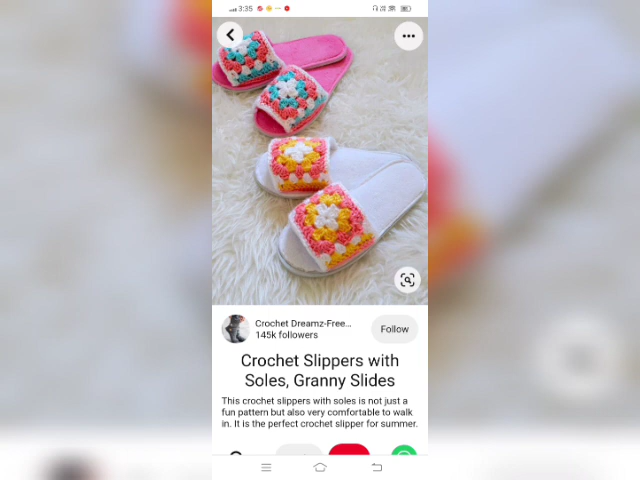 3:35
Crochet Dreamz-Free...
145k followers
Follow
Crochet Slippers with
Soles, Granny Slides
This crochet slippers with soles is not just a
fun pattern but also very comfortable to walk
in. It is the perfect crochet slipper for summer.